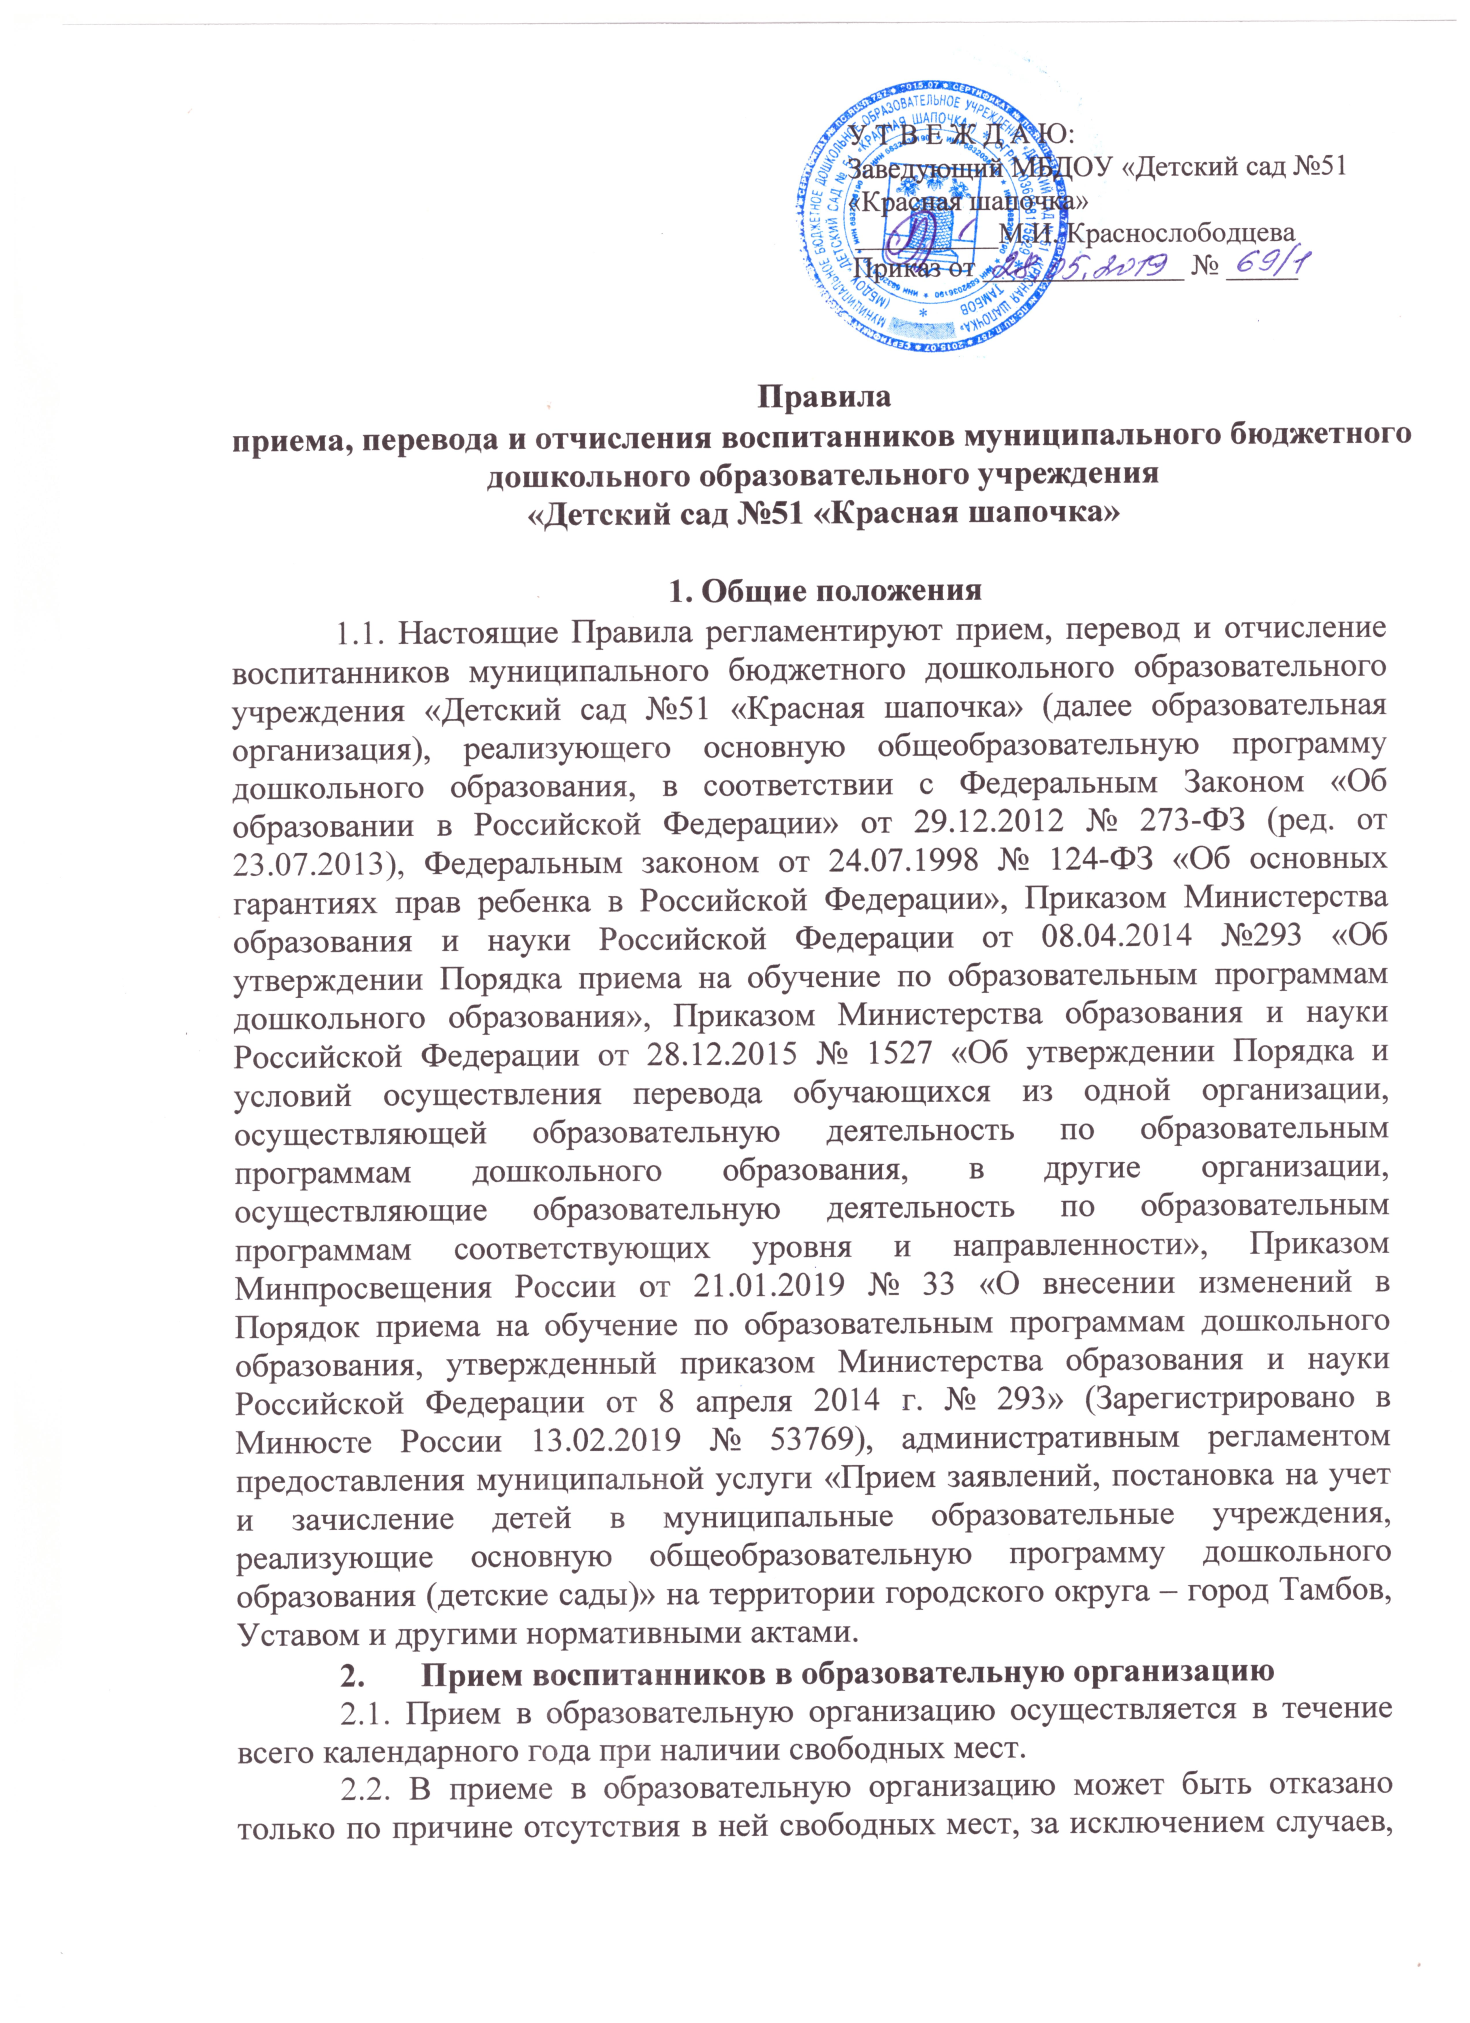 У Т В Е Ж Д А Ю:
Заведующий МБДОУ «Детский сад №51
«Красная шапочка»
__________М.И. Краснослободцева
Приказ от 28.05.2019 № 69/1
Правила
приема, перевода и отчисления воспитанников муниципального бюджетного
дошкольного образовательного учреждения
«Детский сад №51 «Красная шапочка»
1. Общие положения
1.1. Настоящие Правила регламентируют прием, перевод и отчисление
воспитанников муниципального бюджетного дошкольного образовательного
учреждения «Детский сад №51 «Красная шапочка» (далее образовательная
организация), реализующего основную общеобразовательную программу
дошкольного образования, в соответствии с Федеральным Законом «Об
образовании в Российской Федерации» от 29.12.2012 № 273-ФЗ (ред. от
23.07.2013), Федеральным законом от 24.07.1998 № 124-ФЗ «Об основных
гарантиях прав ребенка в Российской Федерации», Приказом Министерства
образования и науки Российской Федерации от 08.04.2014 №293 «Об
утверждении Порядка приема на обучение по образовательным программам
дошкольного образования», Приказом Министерства образования и науки
Российской Федерации от 28.12.2015 № 1527 «Об утверждении Порядка и
условий осуществления перевода обучающихся из одной организации,
осуществляющей образовательную деятельность по образовательным
программам дошкольного образования, в другие организации,
осуществляющие образовательную деятельность по образовательным
программам соответствующих уровня и направленности», Приказом
Минпросвещения России от 21.01.2019 № 33 «О внесении изменений в
Порядок приема на обучение по образовательным программам дошкольного
образования, утвержденный приказом Министерства образования и науки
Российской Федерации от 8 апреля 2014 г. № 293» (Зарегистрировано в
Минюсте России 13.02.2019 № 53769), административным регламентом
предоставления муниципальной услуги «Прием заявлений, постановка на учет
и зачисление детей в муниципальные образовательные учреждения,
реализующие основную общеобразовательную программу дошкольного
образования (детские сады)» на территории городского округа – город Тамбов,
Уставом и другими нормативными актами.
2. Прием воспитанников в образовательную организацию
2.1. Прием в образовательную организацию осуществляется в течение
всего календарного года при наличии свободных мест.
2.2. В приеме в образовательную организацию может быть отказано
только по причине отсутствия в ней свободных мест, за исключением случаев,